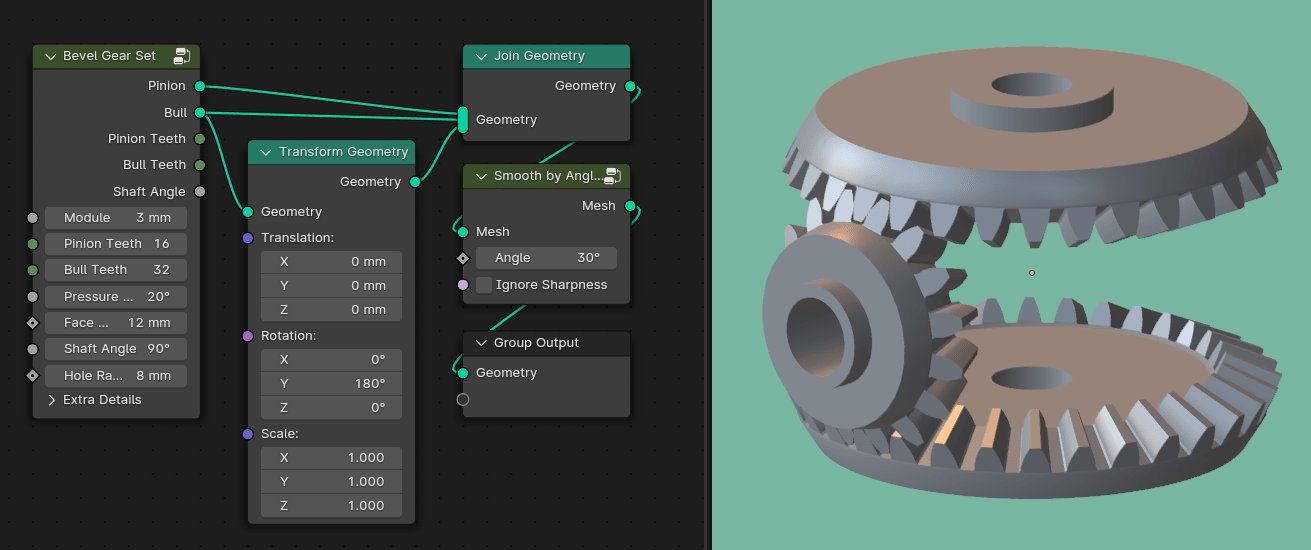 Bevel Gear Set
Pinion
Bull
Pinion Teeth
Bull Teeth
Shaft Angle
Module 3 mm
Pinion Teeth 16
Bull Teeth 32
Pressure ... 20°
Face ... 12 mm
Shaft Angle 90°
Hole Ra... 8 mm
Extra Details
Transform Geometry
Geometry
Geometry
Translation:
X 0 mm
Y 0 mm
Z 0 mm
Rotation:
X 0°
Y 180°
Z 0°
Scale:
X 1.000
Y 1.000
Z 1.000
Join Geometry
Geometry
Geometry
Smooth by Angl...
Mesh
Mesh
Angle 30°
Ignore Sharpness
Group Output
Geometry